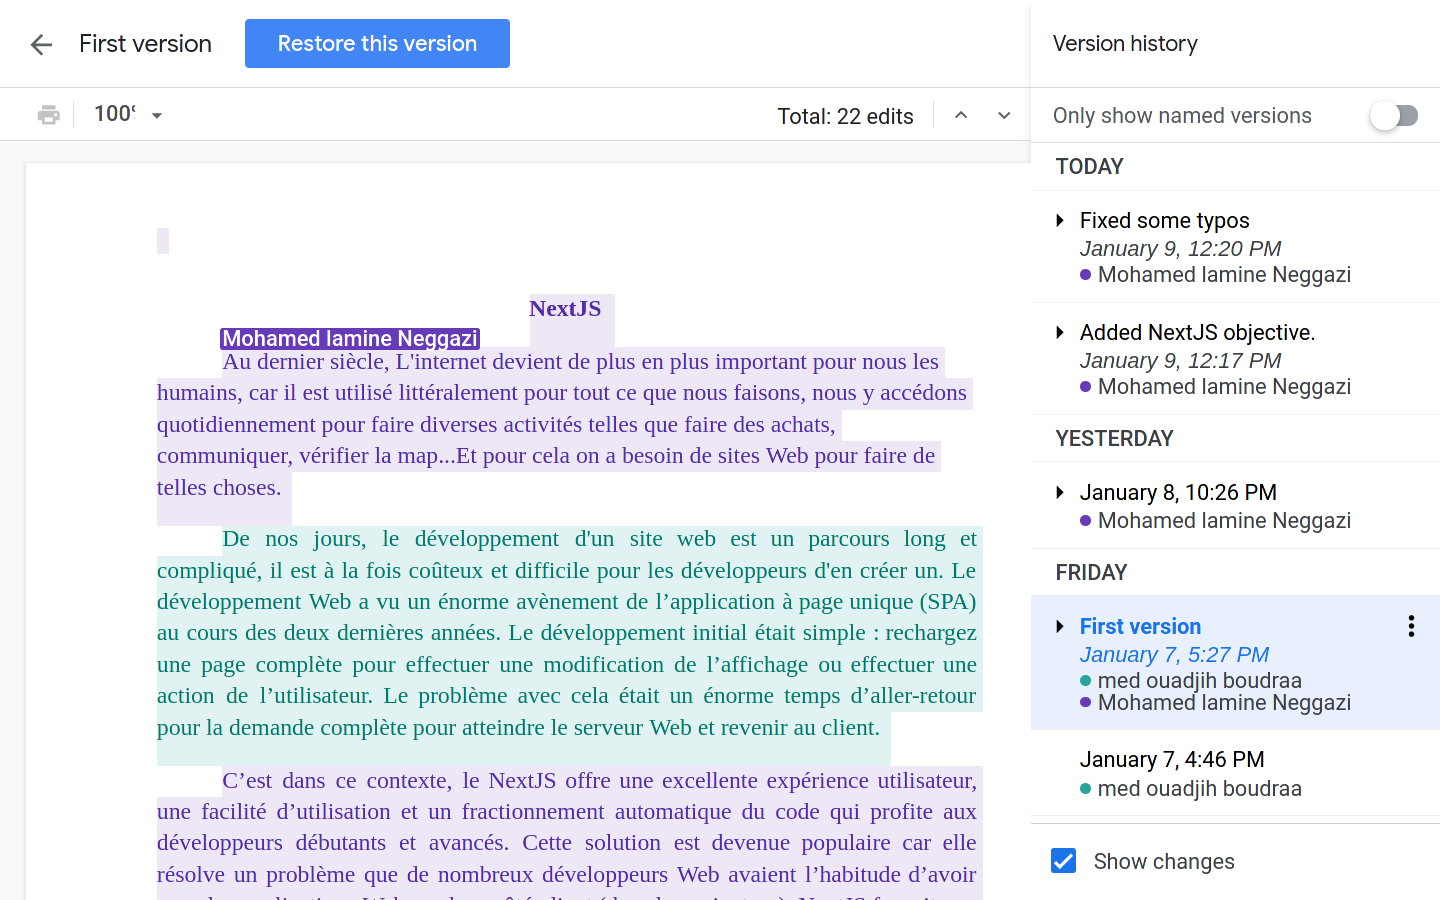 First version
Restore this version
Version history
100%
Total: 22 edits
Only show named versions
NextJS
Mohamed lamine Neggazi
Au dernier siècle, L'internet devient de plus en plus important pour nous les
humains, car il est utilisé littéralement pour tout ce que nous faisons, nous y accédons
quotidiennement pour faire diverses activités telles que faire des achats,
communiquer, vérifier la map...Et pour cela on a besoin de sites Web pour faire de
telles choses.
De nos jours, le développement d'un site web est un parcours long et
compliqué, il est à la fois coûteux et difficile pour les développeurs d'en créer un. Le
développement Web a vu un énorme avènement de l’application à page unique (SPA)
au cours des deux dernières années. Le développement initial était simple : rechargez
une page complète pour effectuer une modification de l’affichage ou effectuer une
action de l’utilisateur. Le problème avec cela était un énorme temps d’aller-retour
pour la demande complète pour atteindre le serveur Web et revenir au client.
C’est dans ce contexte, le NextJS offre une excellente expérience utilisateur,
une facilité d’utilisation et un fractionnement automatique du code qui profite aux
développeurs débutants et avancés. Cette solution est devenue populaire car elle
résolve un problème que de nombreux développeurs Web avaient l’habitude d’avoir
TODAY
Fixed some typos
January 9, 12:20 PM
Mohamed lamine Neggazi
Added NextJS objective.
January 9, 12:17 PM
Mohamed lamine Neggazi
YESTERDAY
January 8, 10:26 PM
Mohamed lamine Neggazi
FRIDAY
First version
January 7, 5:27 PM
med ouadjih boudraa
Mohamed lamine Neggazi
January 7, 4:46 PM
med ouadjih boudraa
Show changes